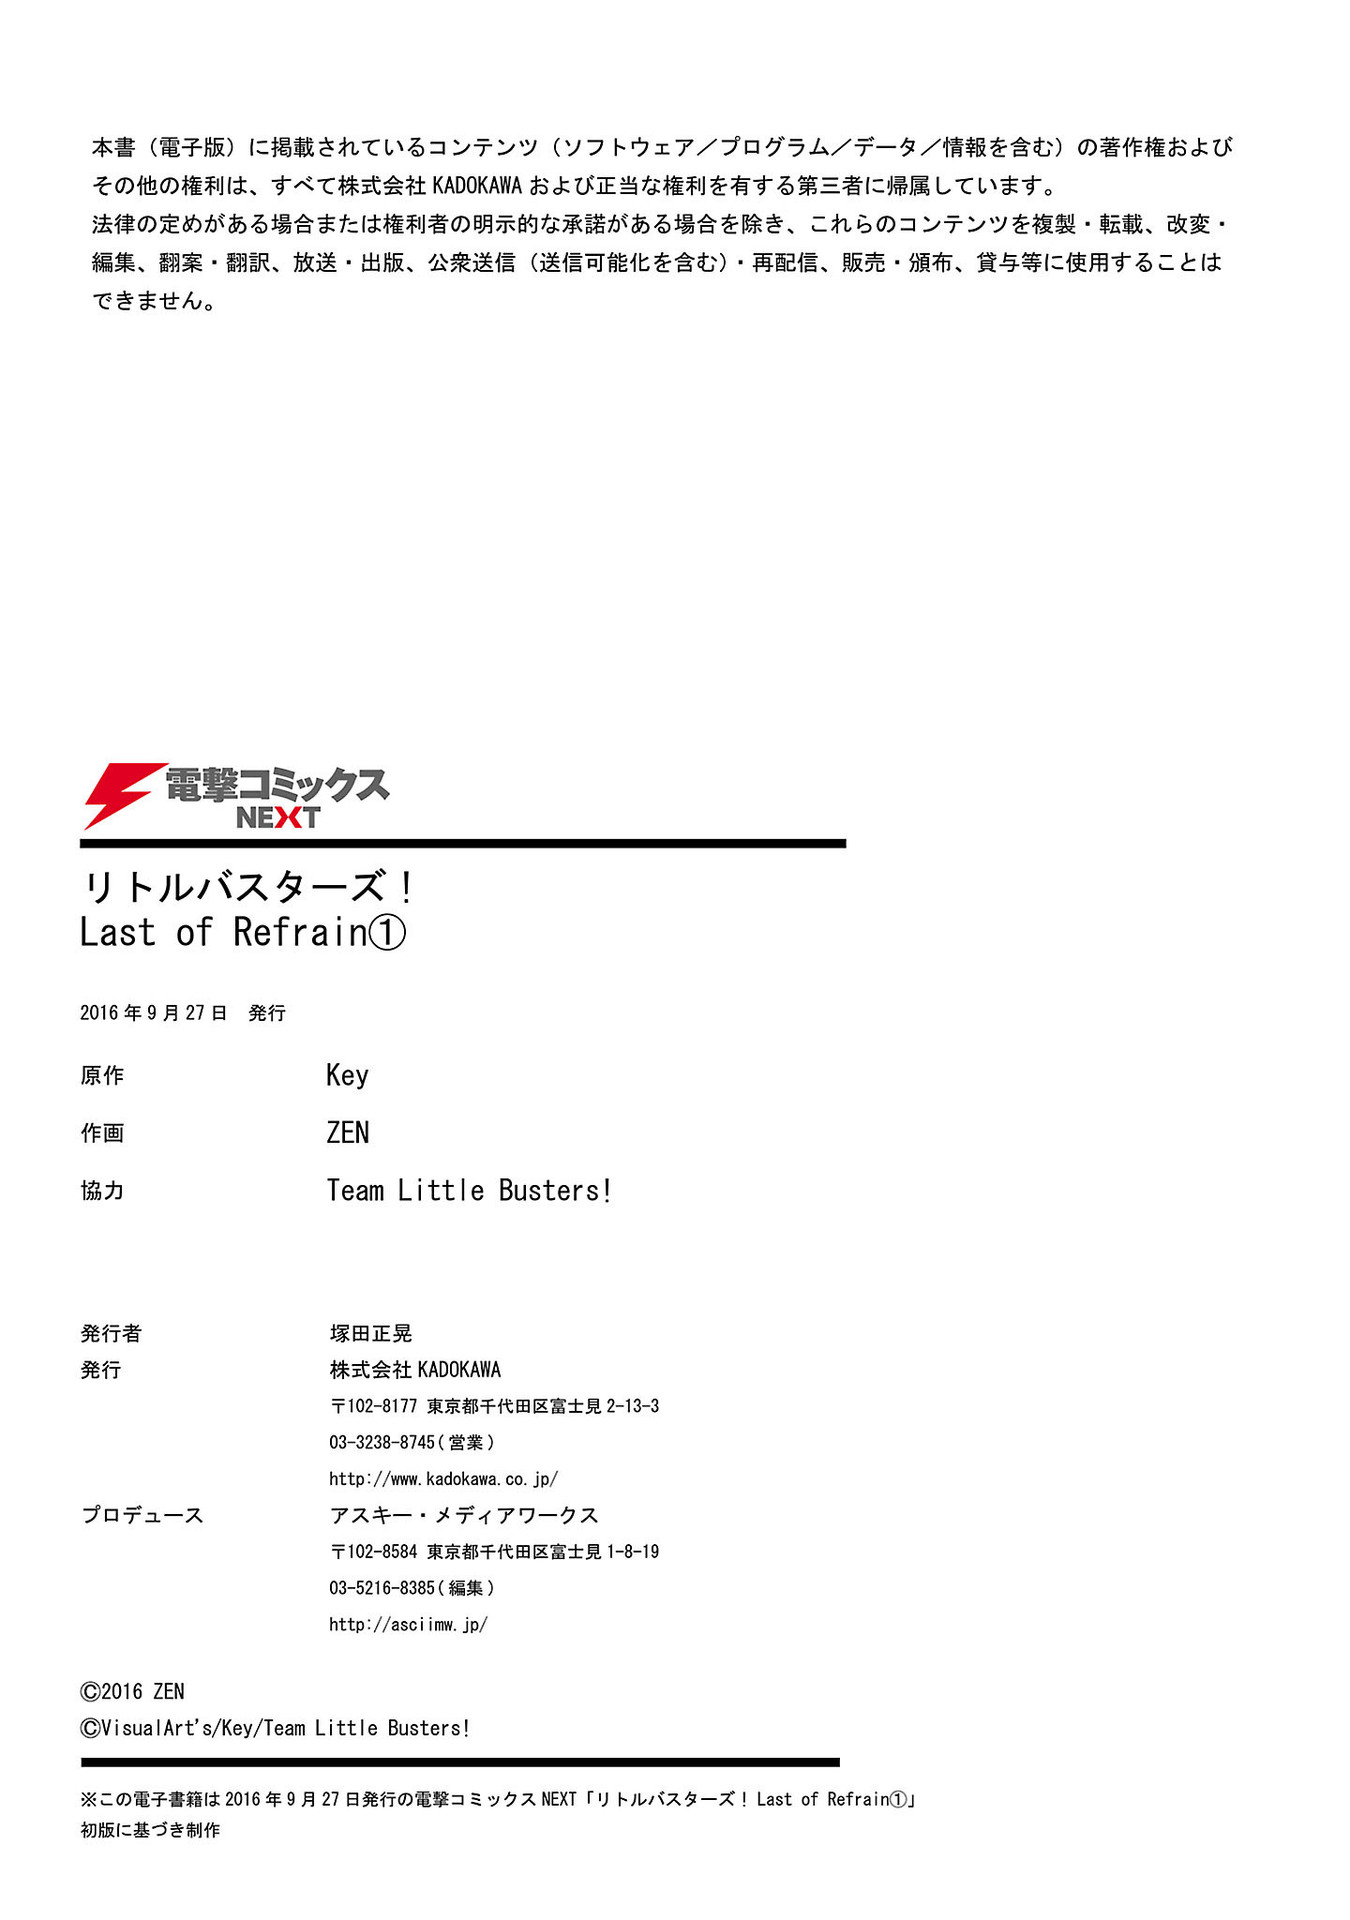 本書（電子版）に掲載されているコンテンツ（ソフトウェア／プログラム／データ／情報を含む）の著作権および
その他の権利は、すべて株式会社 KADOKAWA および正当な権利を有する第三者に帰属しています。
法律の定めがある場合または権利者の明示的な承諾がある場合を除き、これらのコンテンツを複製・転載、改変・
編集、翻案・翻訳、放送・出版、公衆送信（送信可能化を含む）・再配信、販売・頒布、貸与等に使用することは
できません。
電撃コミックス
NEXT
リトルバスターズ！
Last of Refrain①
2016 年 9 月 27 日　発行
原作 Key
作画 ZEN
協力 Team Little Busters!
発行者 塚田正晃
発行 株式会社 KADOKAWA
〒102-8177 東京都千代田区富士見 2-13-3
03-3238-8745( 営業 )
http://www.kadokawa.co.jp/
プロデュース アスキー・メディアワークス
〒102-8584 東京都千代田区富士見 1-8-19
03-5216-8385( 編集 )
http://asciimw.jp/
©2016 ZEN
©VisualArt's/Key/Team Little Busters!
※この電子書籍は 2016 年 9 月 27 日発行の電撃コミックス NEXT「リトルバスターズ！ Last of Refrain①」
初版に基づき制作